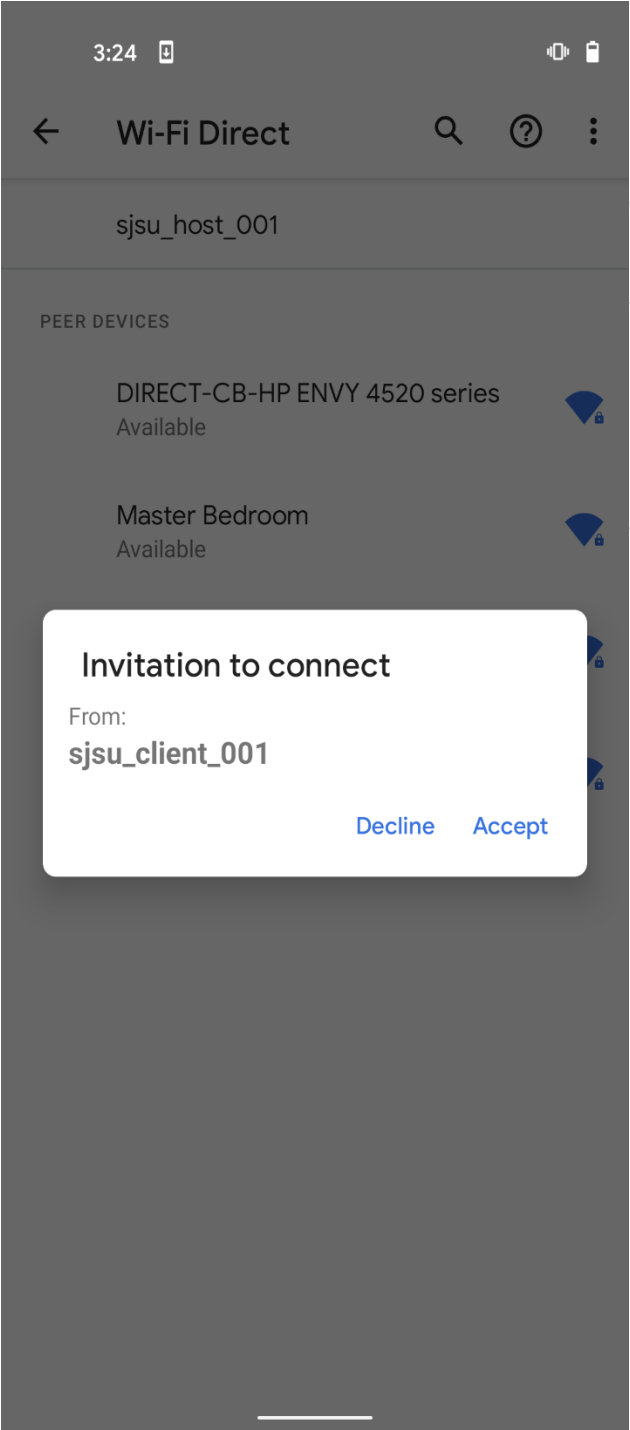 3:24
Wi-Fi Direct
sjsu_host_001
PEER DEVICES
DIRECT-CB-HP ENVY 4520 series
Available
Master Bedroom
Available
Invitation to connect
From:
sjsu_client_001
Decline Accept